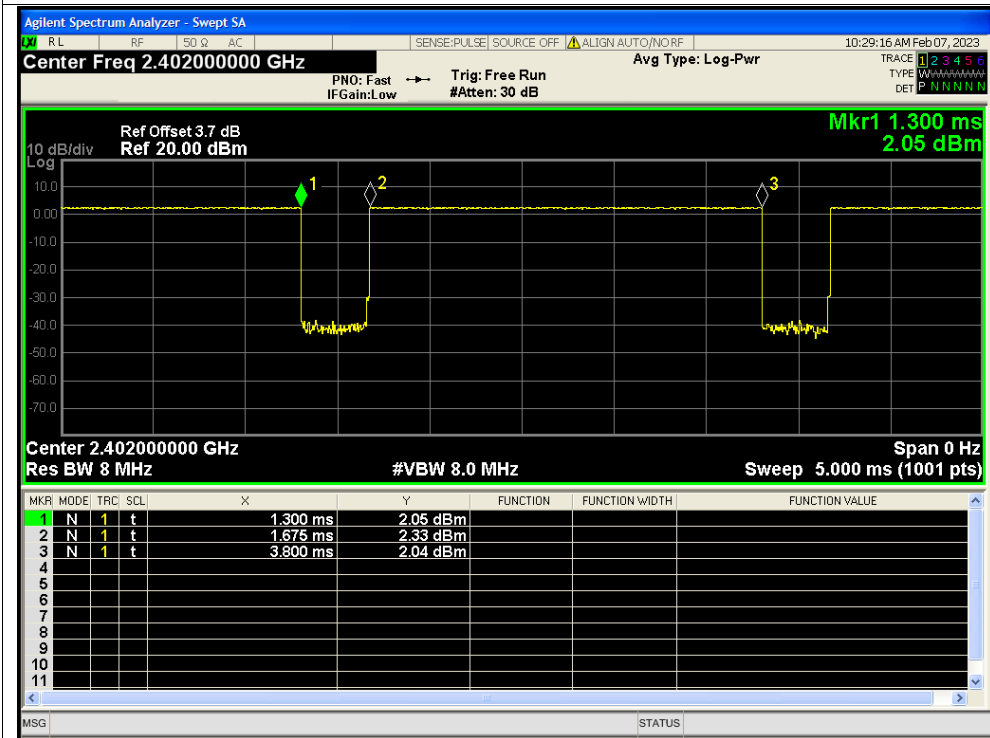 Agilent Spectrum Analyzer - Swept SA
LXI RL RF 50 Ω AC SENSE:PULSE SOURCE OFF ALIGN AUTO/NO RF 10:29:16 AM Feb 07, 2023
Center Freq 2.402000000 GHz Avg Type: Log-Pwr TRACE 1 2 3 4 5 6
PNO: Fast Trig: Free Run TYPE
IFGain:Low #Atten: 30 dB DET P N N N N N
Mkr1 1.300 ms
Ref Offset 3.7 dB
10 dB/div Ref 20.00 dBm 2.05 dBm
Log
1 2 3
10.0
0.00
-10.0
-20.0
-30.0
-40.0
-50.0
-60.0
-70.0
Center 2.402000000 GHz Span 0 Hz
Res BW 8 MHz #VBW 8.0 MHz Sweep 5.000 ms (1001 pts)
MKR MODE TRC SCL X Y FUNCTION FUNCTION WIDTH FUNCTION VALUE
1 N 1 t 1.300 ms 2.05 dBm
2 N 1 t 1.675 ms 2.33 dBm
3 N 1 t 3.800 ms 2.04 dBm
4
5
6
7
8
9
10
11
MSG STATUS